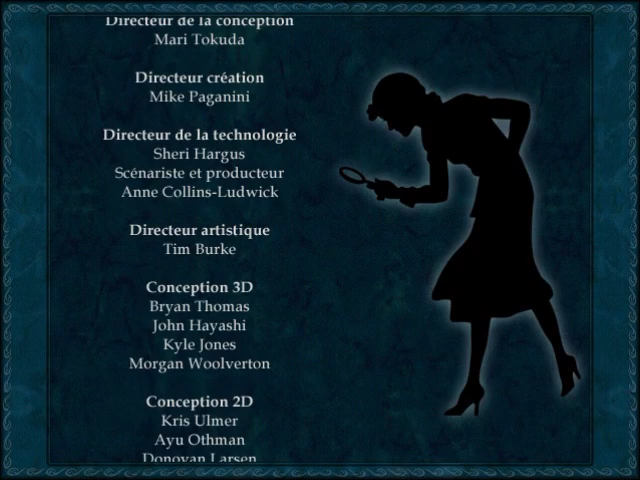 Directeur de la conception
Mari Tokuda
Directeur création
Mike Paganini
Directeur de la technologie
Sheri Hargus
Scénariste et producteur
Anne Collins-Ludwick
Directeur artistique
Tim Burke
Conception 3D
Bryan Thomas
John Hayashi
Kyle Jones
Morgan Woolverton
Conception 2D
Kris Ulmer
Ayu Othman
Donovan Larsen